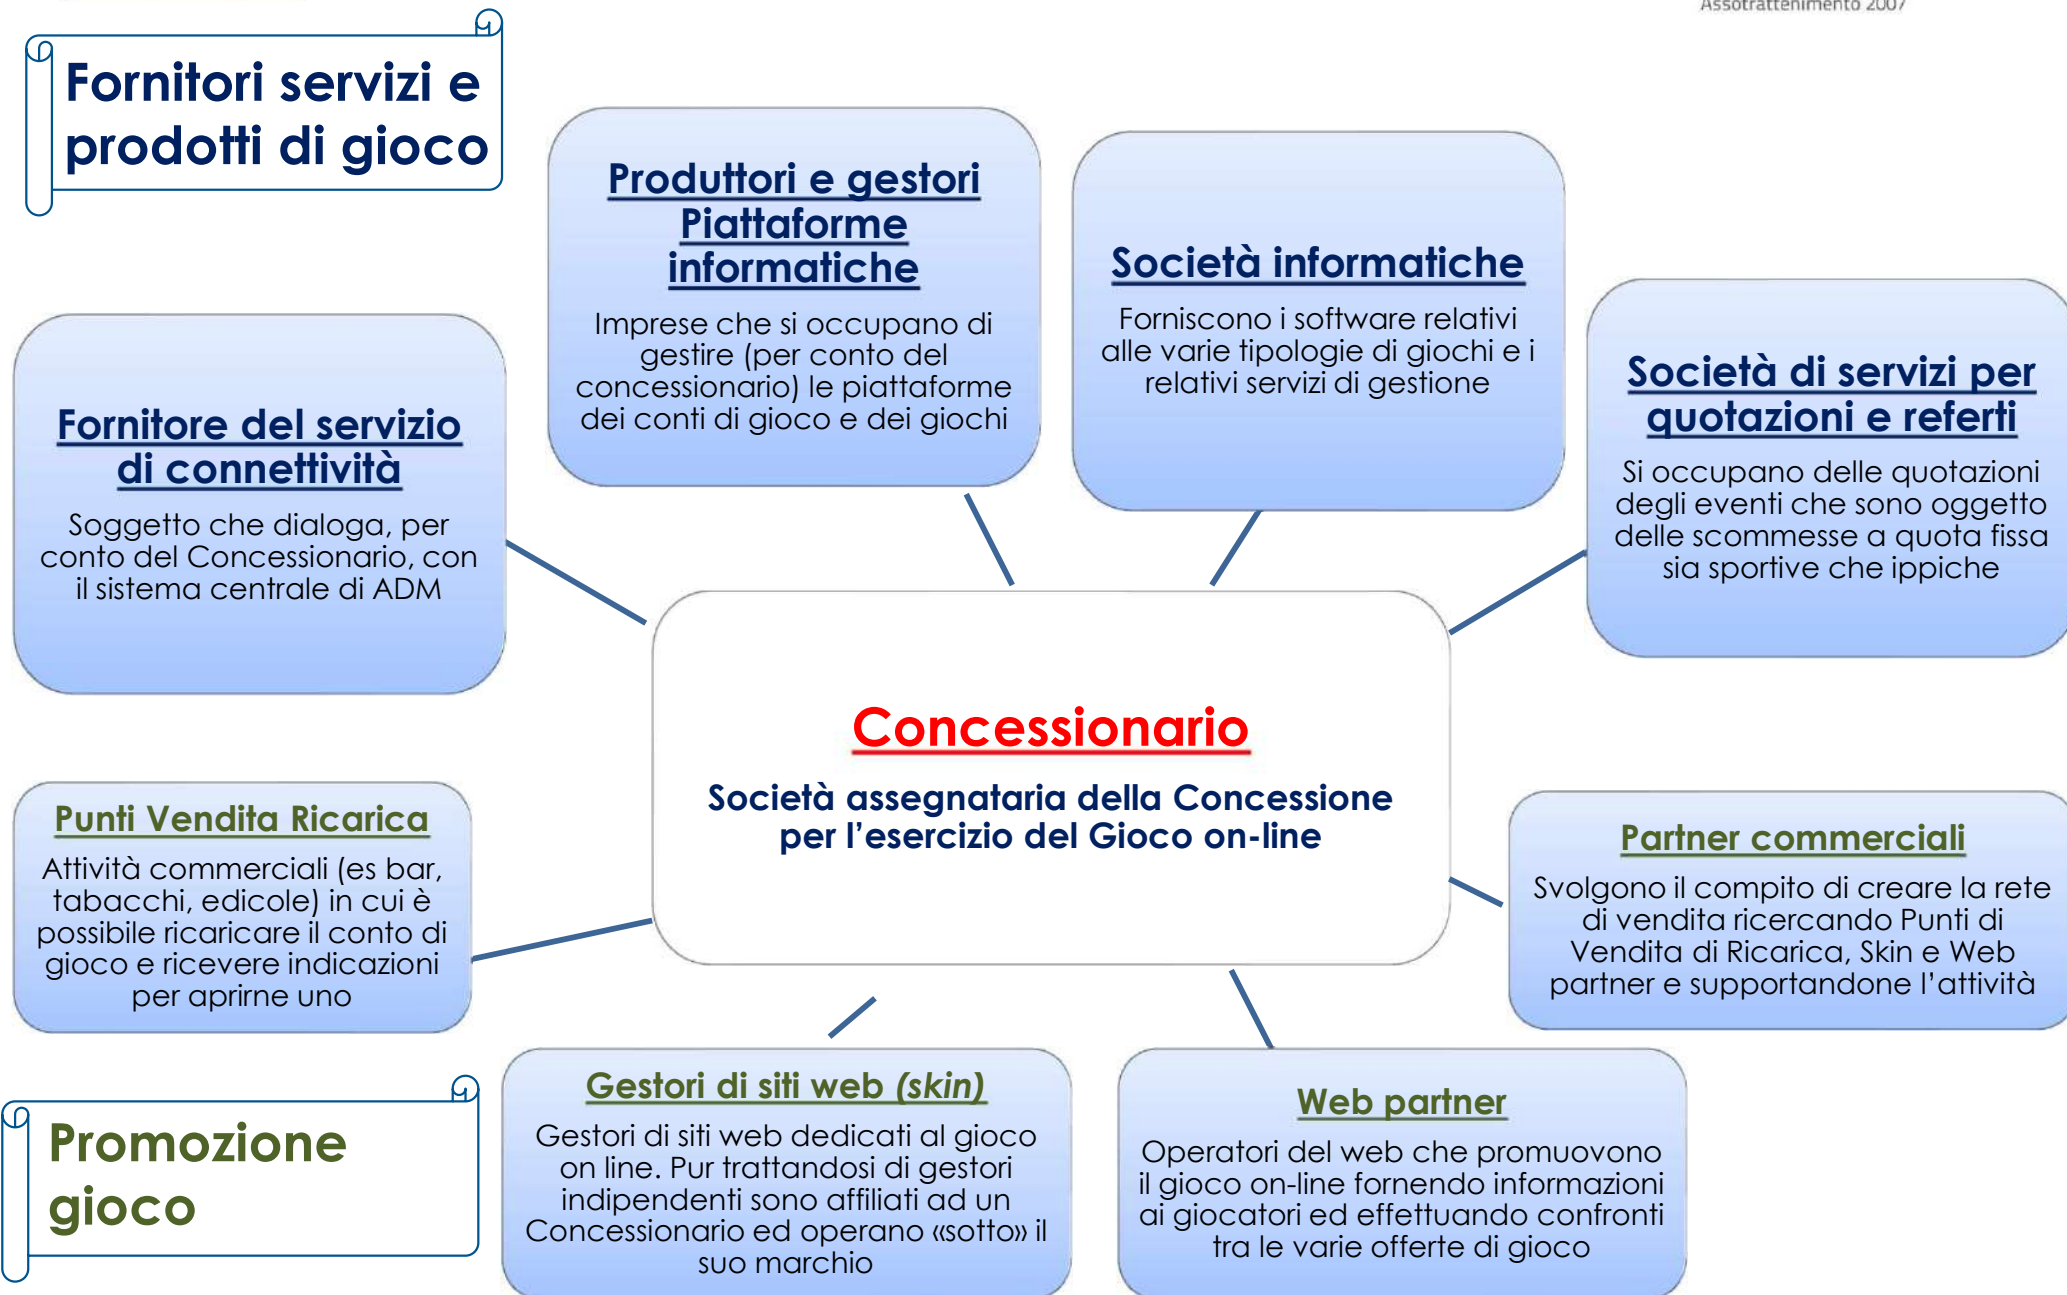 Assotrattenimento 2007
Fornitori servizi e
prodotti di gioco
Produttori e gestori
Piattaforme
informatiche
Imprese che si occupano di
gestire (per conto del
concessionario) le piattaforme
dei conti di gioco e dei giochi
Società informatiche
Forniscono i software relativi
alle varie tipologie di giochi e i
relativi servizi di gestione
Società di servizi per
quotazioni e referti
Si occupano delle quotazioni
degli eventi che sono oggetto
delle scommesse a quota fissa
sia sportive che ippiche
Fornitore del servizio
di connettività
Soggetto che dialoga, per
conto del Concessionario, con
il sistema centrale di ADM
Concessionario
Società assegnataria della Concessione
per l'esercizio del Gioco on-line
Punti Vendita Ricarica
Attività commerciali (es bar,
tabacchi, edicole) in cui è
possibile ricaricare il conto di
gioco e ricevere indicazioni
per aprirne uno
Partner commerciali
Svolgono il compito di creare la rete
di vendita ricercando Punti di
Vendita di Ricarica, Skin e Web
partner e supportandone l'attività
Promozione
gioco
Gestori di siti web (skin)
Gestori di siti web dedicati al gioco
on line. Pur trattandosi di gestori
indipendenti sono affiliati ad un
Concessionario ed operano «sotto» il
suo marchio
Web partner
Operatori del web che promuovono
il gioco on-line fornendo informazioni
ai giocatori ed effettuando confronti
tra le varie offerte di gioco